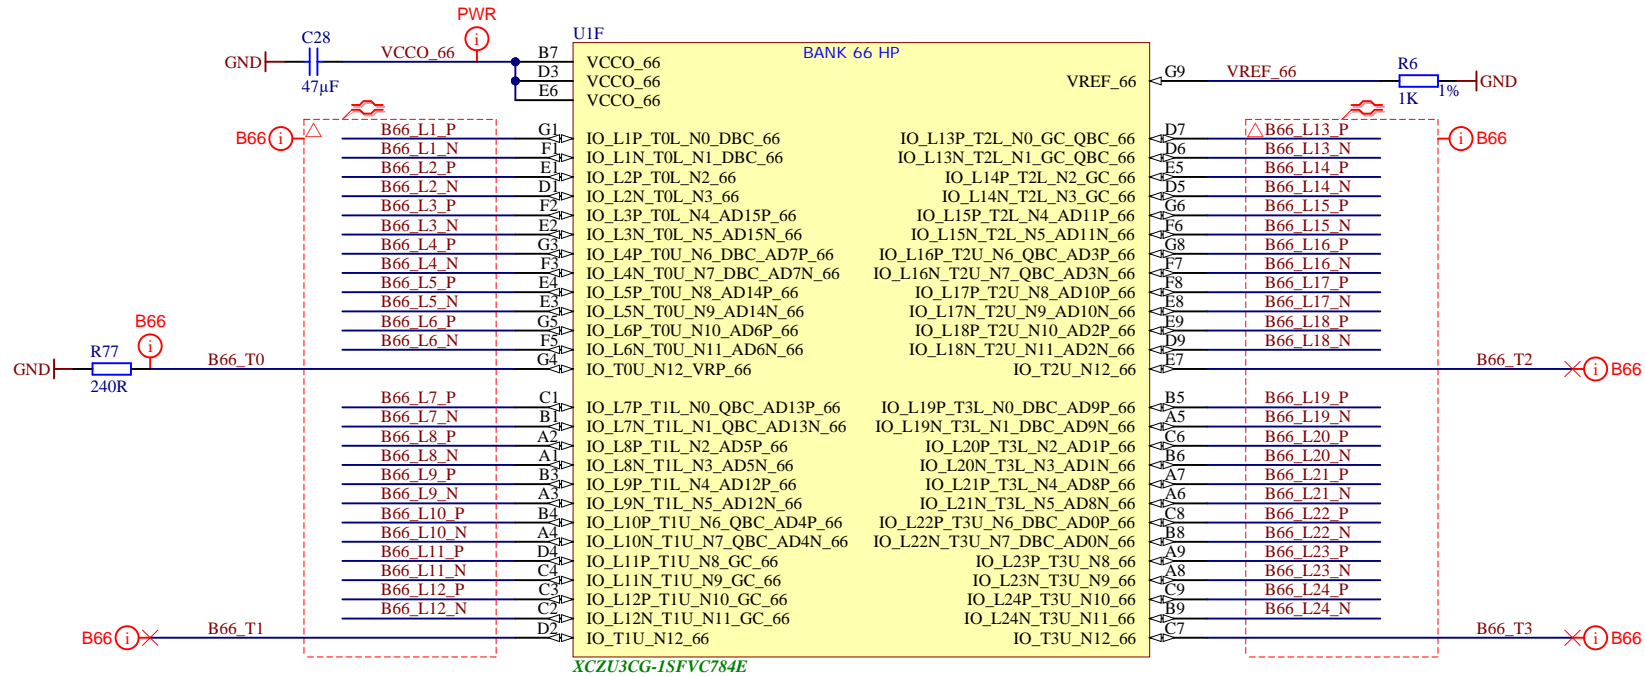 PWR
C28
U1F
GND VCCO_66 B7
47µF
BANK 66 HP
VCCO_66
D3 VCCO_66
E6 VCCO_66
VREF_66 G9 VREF_66 R6 GND
1K 1%
B66 B66_L1_P G1 IO_L1P_T0L_N0_DBC_66 IO_L13P_T2L_N0_GC_QBC_66 D7 B66_L13_P B66
B66_L1_N F1 IO_L1N_T0L_N1_DBC_66 IO_L13N_T2L_N1_GC_QBC_66 D6 B66_L13_N
B66_L2_P E1 IO_L2P_T0L_N2_66 IO_L14P_T2L_N2_GC_66 E5 B66_L14_P
B66_L2_N D1 IO_L2N_T0L_N3_66 IO_L14N_T2L_N3_GC_66 D5 B66_L14_N
B66_L3_P F2 IO_L3P_T0L_N4_AD15P_66 IO_L15P_T2L_N4_AD11P_66 G6 B66_L15_P
B66_L3_N E2 IO_L3N_T0L_N5_AD15N_66 IO_L15N_T2L_N5_AD11N_66 F6 B66_L15_N
B66_L4_P G3 IO_L4P_T0U_N6_DBC_AD7P_66 IO_L16P_T2U_N6_QBC_AD3P_66 G8 B66_L16_P
B66_L4_N F3 IO_L4N_T0U_N7_DBC_AD7N_66 IO_L16N_T2U_N7_QBC_AD3N_66 F7 B66_L16_N
B66_L5_P E4 IO_L5P_T0U_N8_AD14P_66 IO_L17P_T2U_N8_AD10P_66 F8 B66_L17_P
B66_L5_N E3 IO_L5N_T0U_N9_AD14N_66 IO_L17N_T2U_N9_AD10N_66 E8 B66_L17_N
B66_L6_P G5 IO_L6P_T0U_N10_AD6P_66 IO_L18P_T2U_N10_AD2P_66 E9 B66_L18_P
B66_L6_N F5 IO_L6N_T0U_N11_AD6N_66 IO_L18N_T2U_N11_AD2N_66 D9 B66_L18_N
B66
R77
GND B66_T0 G4 IO_T0U_N12_VRP_66 IO_T2U_N12_66 E7 B66_T2 B66
240R
B66_L7_P C1 IO_L7P_T1L_N0_QBC_AD13P_66 IO_L19P_T3L_N0_DBC_AD9P_66 B5 B66_L19_P
B66_L7_N B1 IO_L7N_T1L_N1_QBC_AD13N_66 IO_L19N_T3L_N1_DBC_AD9N_66 A5 B66_L19_N
B66_L8_P A2 IO_L8P_T1L_N2_AD5P_66 IO_L20P_T3L_N2_AD1P_66 C6 B66_L20_P
B66_L8_N A1 IO_L8N_T1L_N3_AD5N_66 IO_L20N_T3L_N3_AD1N_66 B6 B66_L20_N
B66_L9_P B3 IO_L9P_T1L_N4_AD12P_66 IO_L21P_T3L_N4_AD8P_66 A7 B66_L21_P
B66_L9_N A3 IO_L9N_T1L_N5_AD12N_66 IO_L21N_T3L_N5_AD8N_66 A6 B66_L21_N
B66_L10_P B4 IO_L10P_T1U_N6_QBC_AD4P_66 IO_L22P_T3U_N6_DBC_AD0P_66 C8 B66_L22_P
B66_L10_N A4 IO_L10N_T1U_N7_QBC_AD4N_66 IO_L22N_T3U_N7_DBC_AD0N_66 B8 B66_L22_N
B66_L11_P D4 IO_L11P_T1U_N8_GC_66 IO_L23P_T3U_N8_66 A9 B66_L23_P
B66_L11_N C4 IO_L11N_T1U_N9_GC_66 IO_L23N_T3U_N9_66 A8 B66_L23_N
B66_L12_P C3 IO_L12P_T1U_N10_GC_66 IO_L24P_T3U_N10_66 C9 B66_L24_P
B66_L12_N C2 IO_L12N_T1U_N11_GC_66 IO_L24N_T3U_N11_66 B9 B66_L24_N
B66 B66_T1 D2 IO_T1U_N12_66 IO_T3U_N12_66 C7 B66_T3 B66
XCZU3CG-1SFVC784E